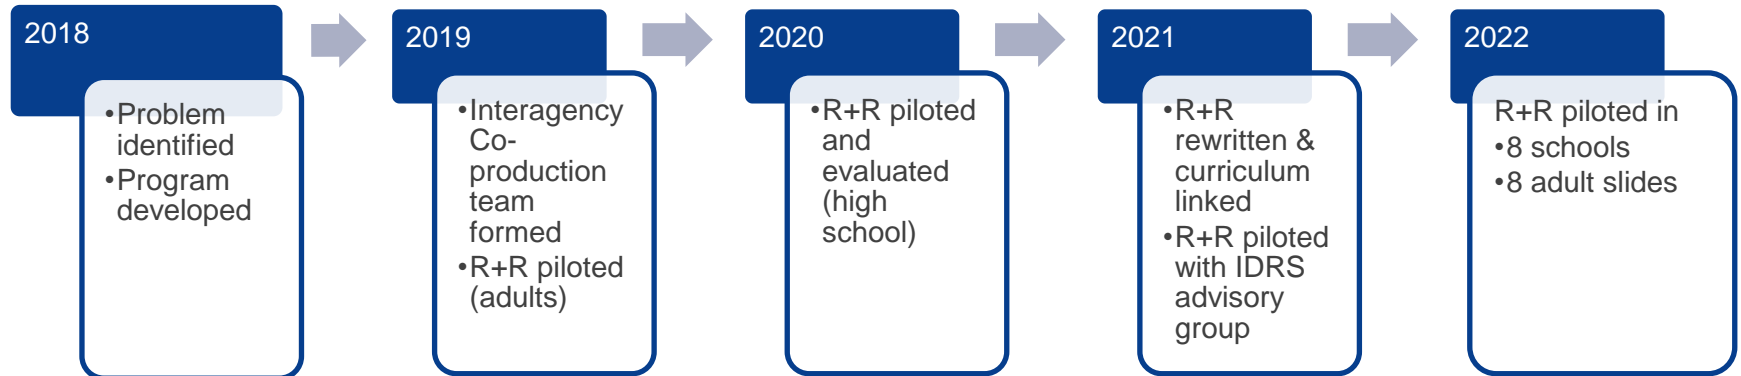 2018
•Problem
identified
•Program
developed
2019
•Interagency
Co-
production
team
formed
•R+R piloted
(adults)
2020
•R+R piloted
and
evaluated
(high
school)
2021
•R+R
rewritten &
curriculum
linked
•R+R piloted
with IDRS
advisory
group
2022
R+R piloted in
•8 schools
•8 adult slides